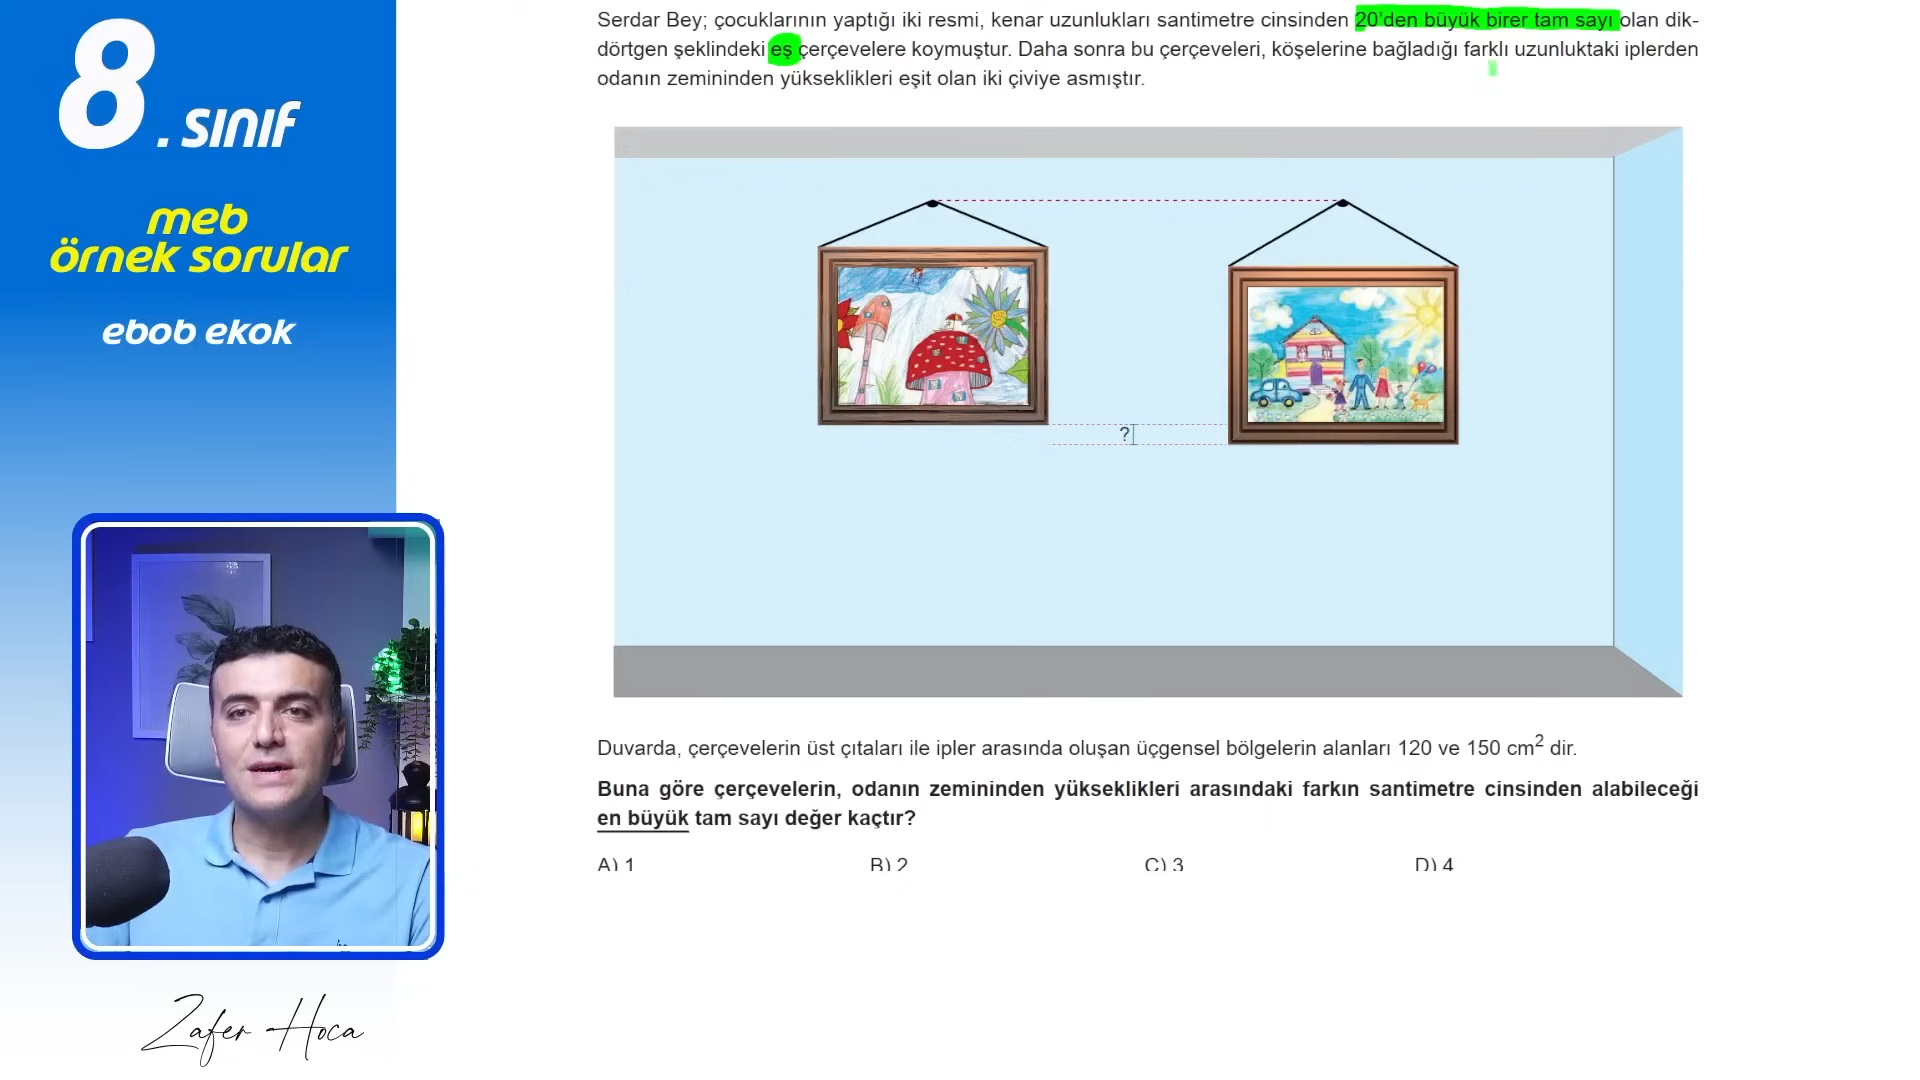 8. SINIF
meb
örnek sorular
ebob ekok
Serdar Bey; çocuklarının yaptığı iki resmi, kenar uzunlukları santimetre cinsinden 20'den büyük birer tam sayı olan dik-
dörtgen şeklindeki eş çerçevelere koymuştur. Daha sonra bu çerçeveleri, köşelerine bağladığı farklı uzunluktaki iplerden
odanın zemininden yükseklikleri eşit olan iki çiviye asmıştır.
?
Duvarda, çerçevelerin üst çıtaları ile ipler arasında oluşan üçgensel bölgelerin alanları 120 ve 150 cm² dir.
Buna göre çerçevelerin, odanın zemininden yükseklikleri arasındaki farkın santimetre cinsinden alabileceği
en büyük tam sayı değer kaçtır?
A) 1 B) 2 C) 3 D) 4
Zafer Hoca